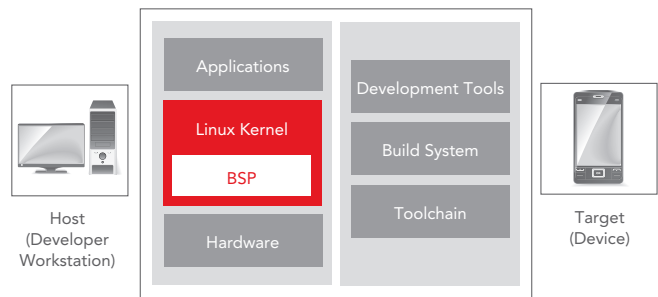 Host
(Developer
Workstation)
Applications
Linux Kernel
BSP
Hardware
Development Tools
Build System
Toolchain
Target
(Device)